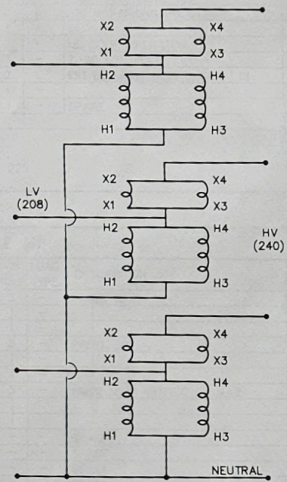 X2 X4
X1 X3
H2 H4
H1 H3
X2 X4
LV
(208)
X1 X3
HV
(240)
H2 H4
H1 H3
X2 X4
X1 X3
H2 H4
H1 H3
NEUTRAL